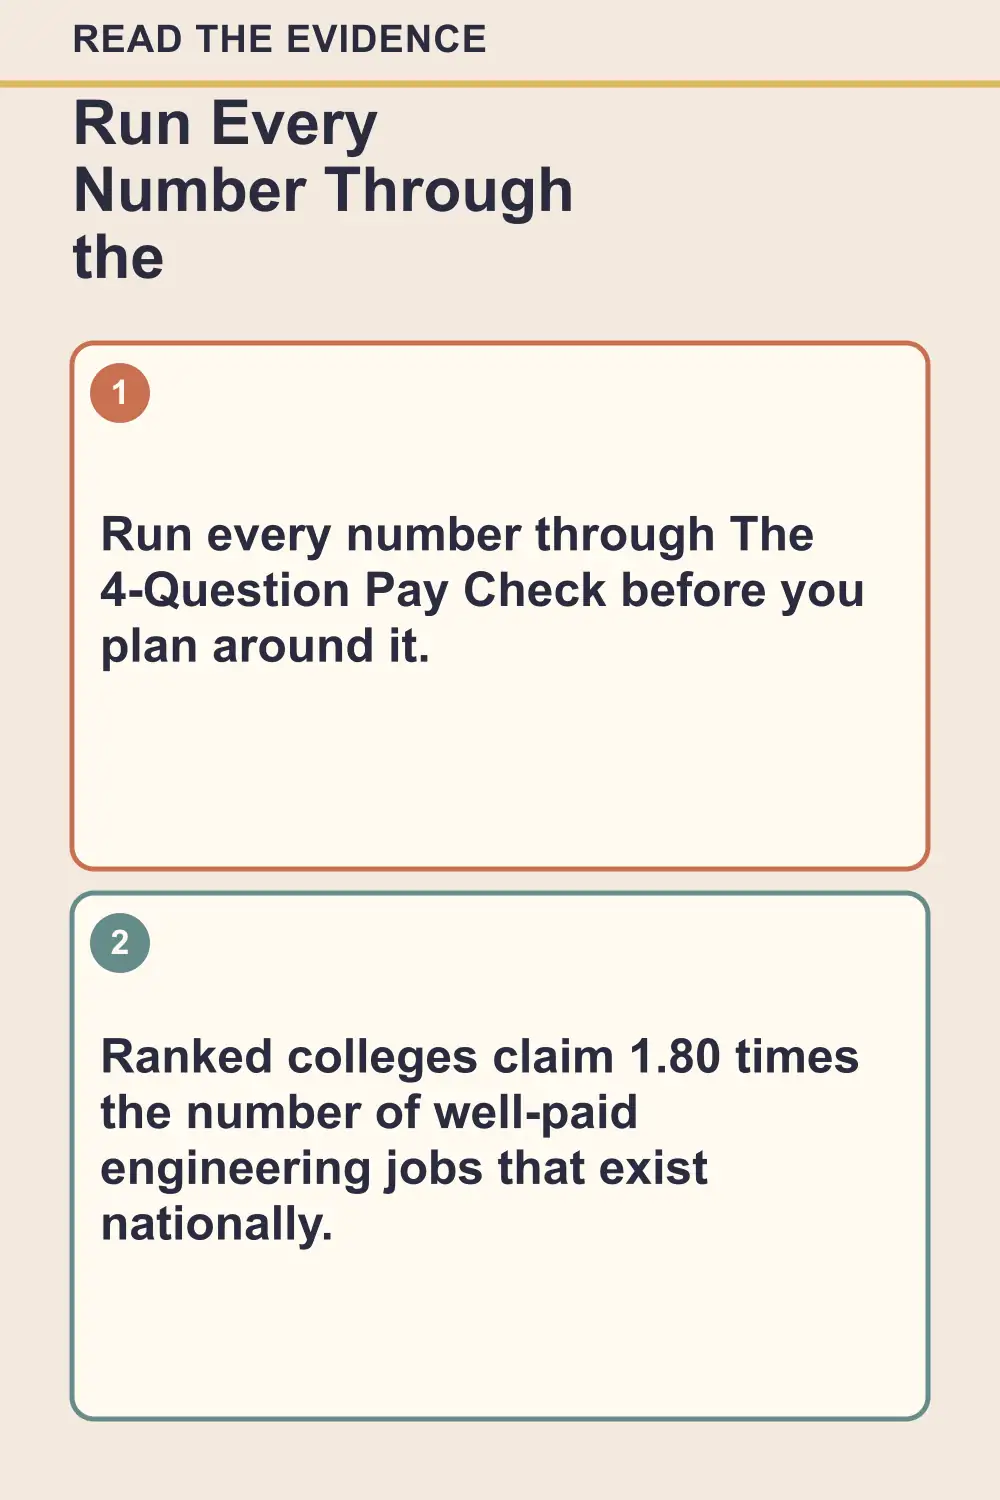 READ THE EVIDENCE
Run Every
Number Through
the
1
Run every number through The
4-Question Pay Check before you
plan around it.
2
Ranked colleges claim 1.80 times
the number of well-paid
engineering jobs that exist
nationally.